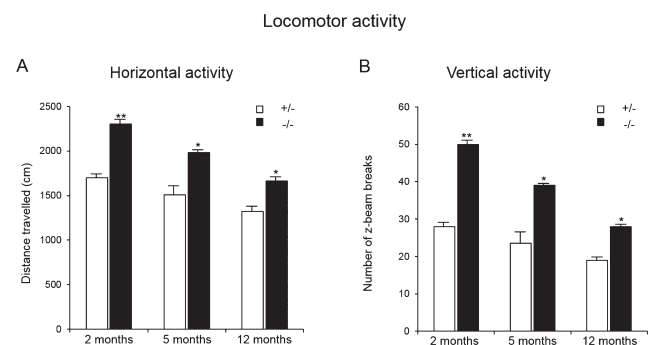 Locomotor activity
A
Horizontal activity
+/-
-/-
Distance travelled (cm)
2500
2000
1500
1000
500
0
**
*
*
2 months
5 months
12 months
B
Vertical activity
+/-
-/-
Number of z-beam breaks
60
50
40
30
20
10
0
**
*
*
2 months
5 months
12 months